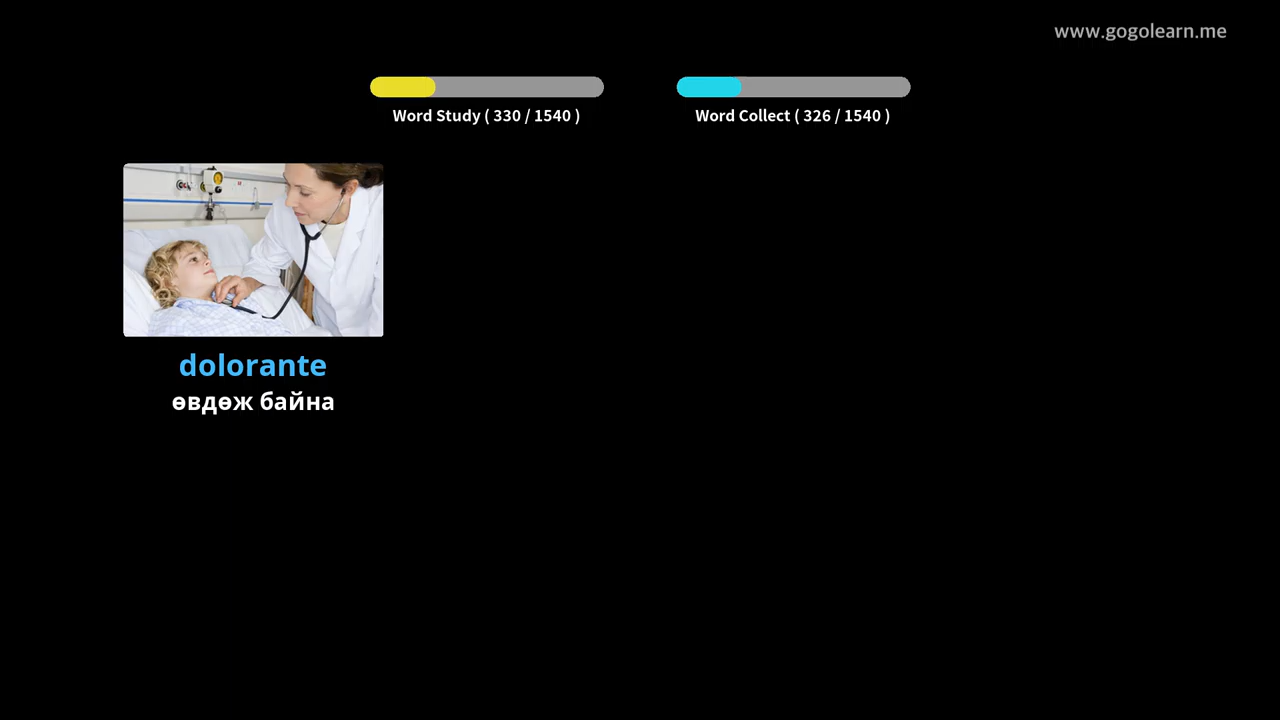 www.gogolearn.me
Word Study ( 330 / 1540 )
Word Collect ( 326 / 1540 )
dolorante
өвдөж байна